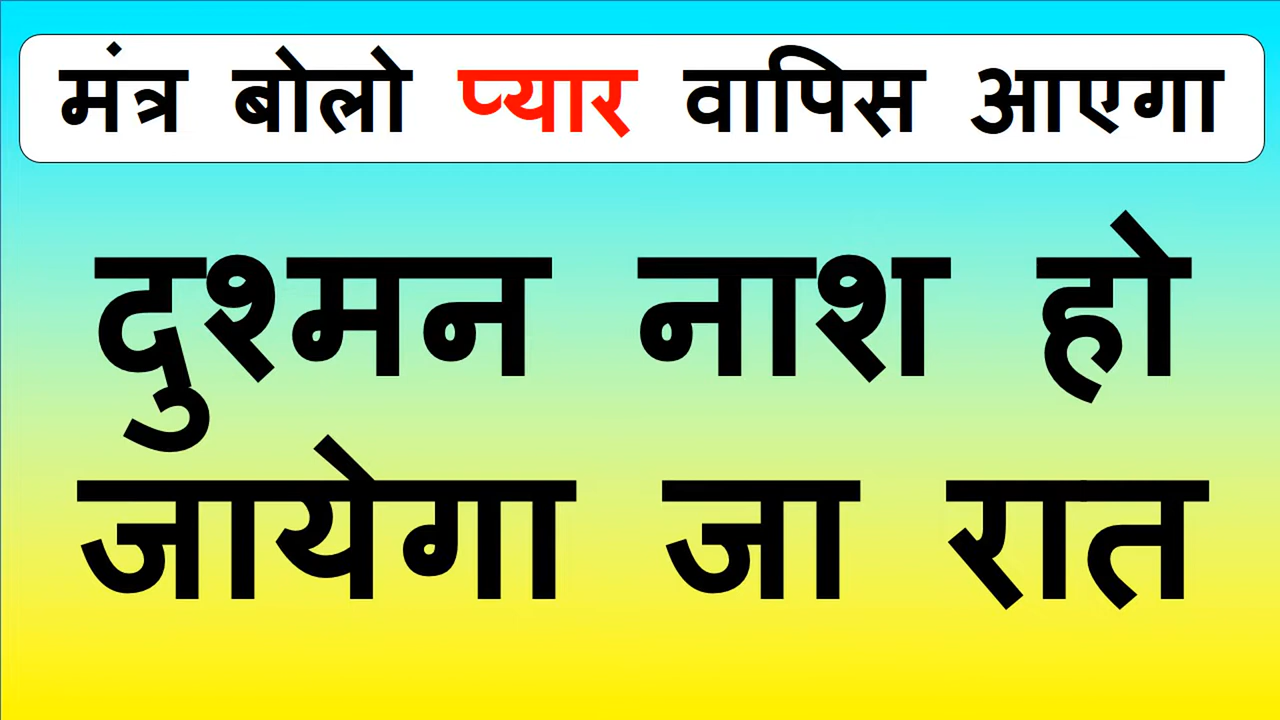 मंत्र बोलो प्यार वापिस आएगा
दुश्मन नाश हो
जायेगा जा रात